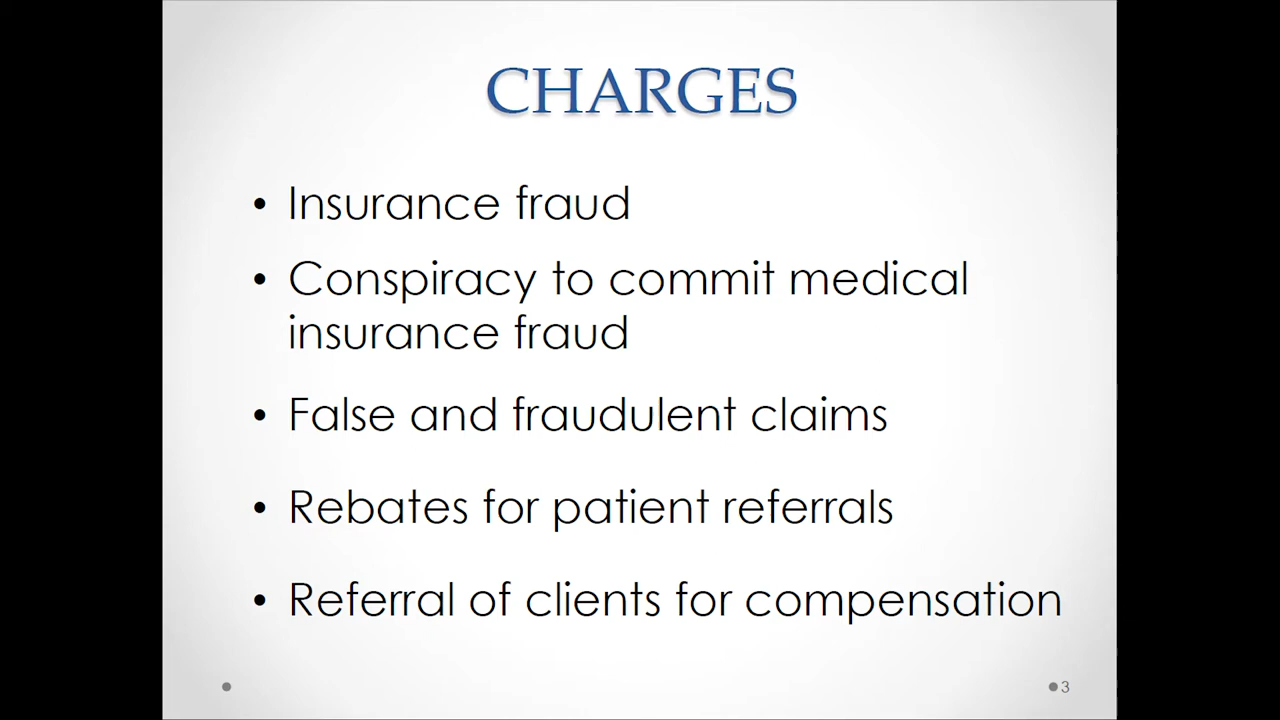 CHARGES
• Insurance fraud
• Conspiracy to commit medical
insurance fraud
• False and fraudulent claims
• Rebates for patient referrals
• Referral of clients for compensation
3